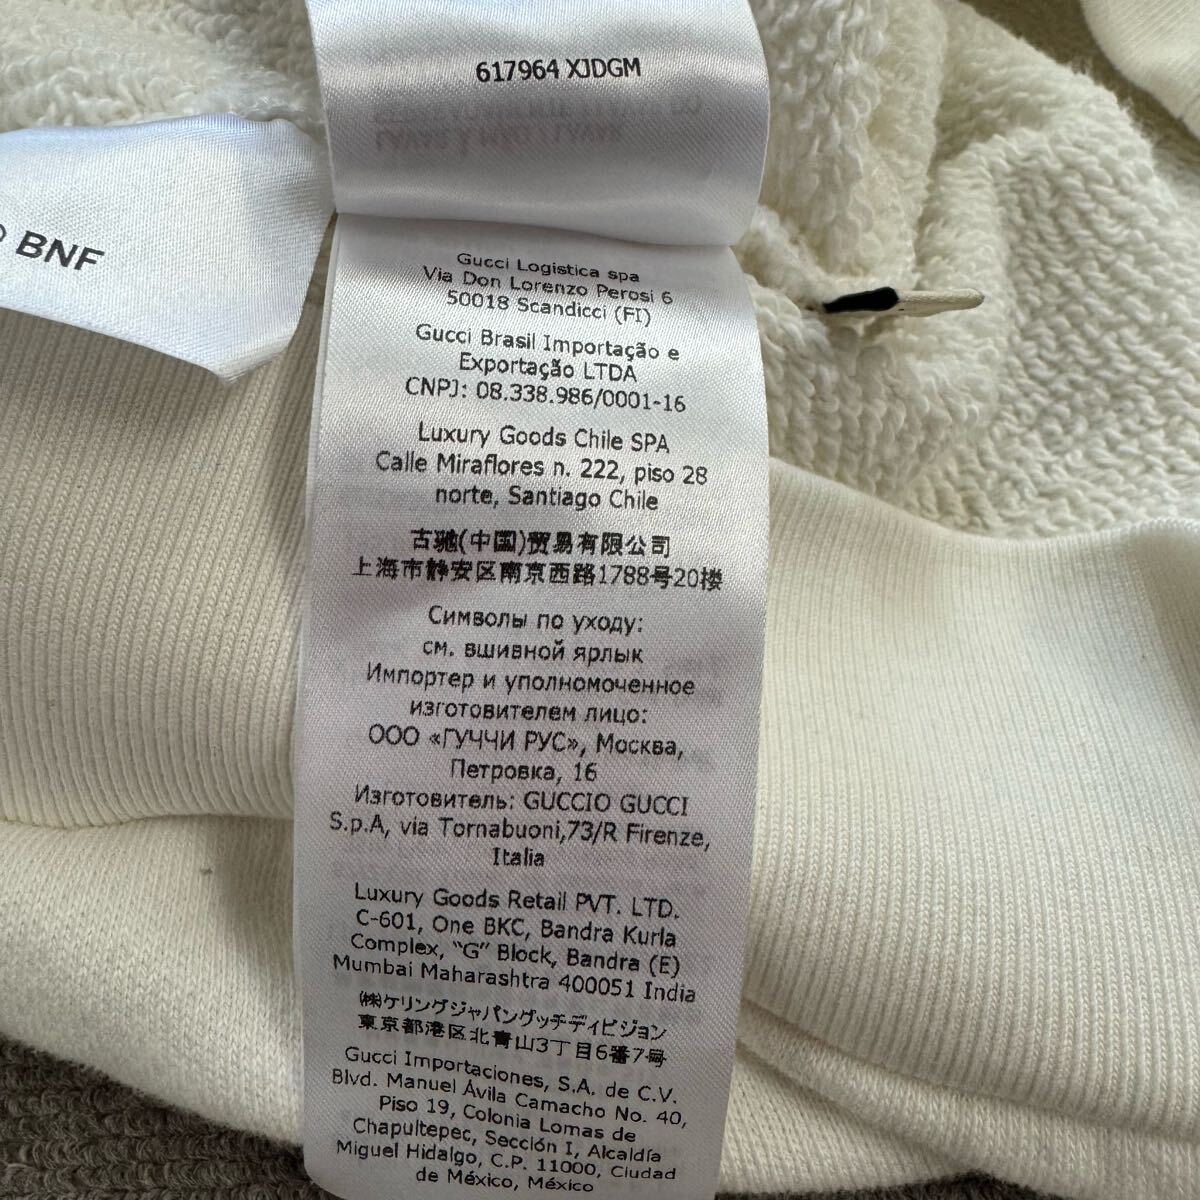 617964 XJDGM
BNF
Gucci Logistica spa
Via Don Lorenzo Perosi 6
50018 Scandicci (FI)
Gucci Brasil Importação e
Exportação LTDA
CNPJ: 08.338.986/0001-16
Luxury Goods Chile SPA
Calle Miraflores n. 222, piso 28
norte, Santiago Chile
古驰(中国)贸易有限公司
上海市静安区南京西路1788号20楼
Символы по уходу:
см. вшивной ярлык
Импортер и уполномоченное
изготовителем лицо:
ООО «ГУЧЧИ РУС», Москва,
Петровка, 16
Изготовитель: GUCCIO GUCCI
S.p.A, via Tornabuoni,73/R Firenze,
Italia
Luxury Goods Retail PVT. LTD.
C-601, One BKC, Bandra Kurla
Complex, "G" Block, Bandra (E)
Mumbai Maharashtra 400051 India
㈱ケリングジャパングッチディビジョン
東京都港区北青山3丁目6番7号
Gucci Importaciones, S.A. de C.V.
Blvd. Manuel Ávila Camacho No. 40,
Piso 19, Colonia Lomas de
Chapultepec, Sección I, Alcaldía
Miguel Hidalgo, C.P. 11000, Ciudad
de México, México